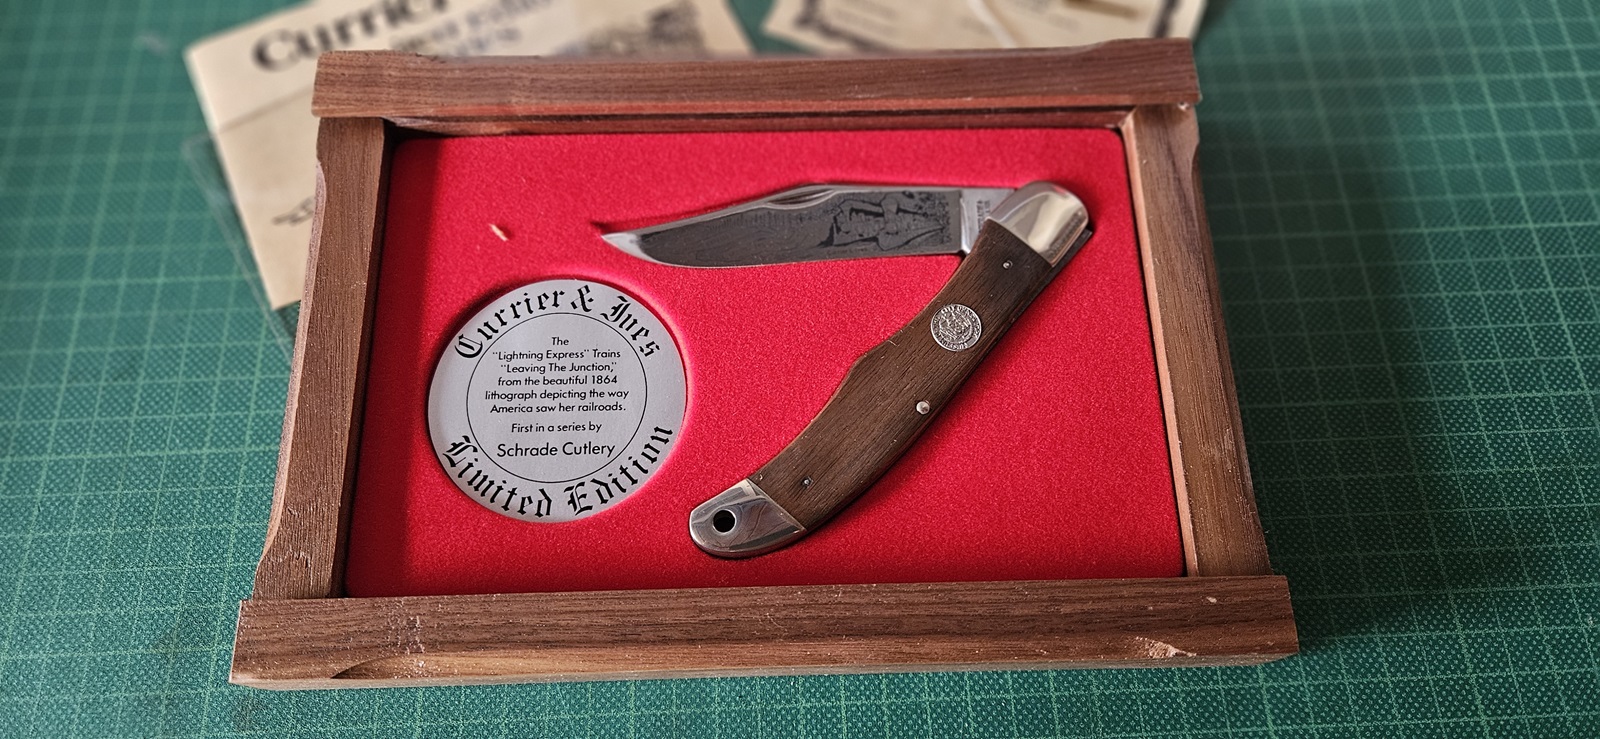 Currier
Currier & Ives
The
"Lightning Express" Trains
"Leaving The Junction,"
from the beautiful 1864
lithograph depicting the way
America saw her railroads.
First in a series by
Schrade Cutlery
Limited Edition